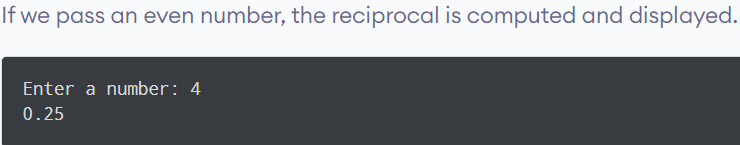 If we pass an even number, the reciprocal is computed and displayed.
Enter a number: 4
0.25